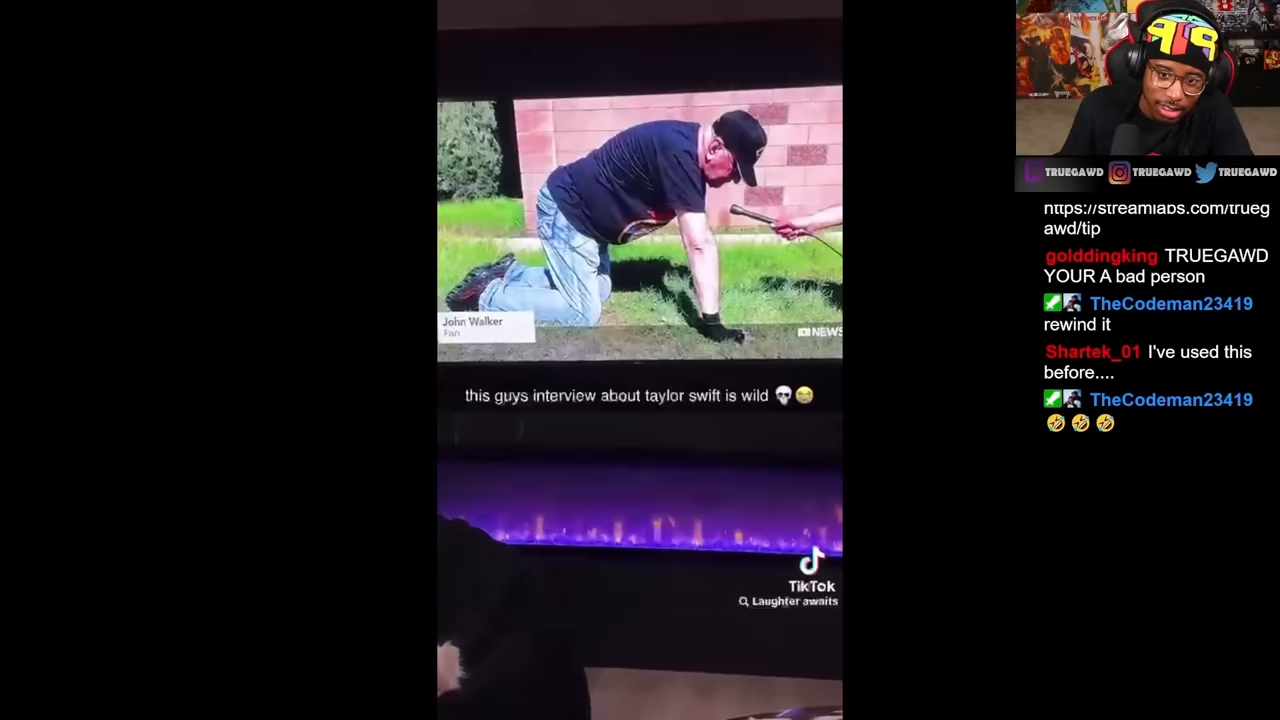 John Walker
Fan
NEWS
this guys interview about taylor swift is wild 💀😭
TikTok
Laughter awaits
TRUEGAWD
TRUEGAWD
TRUEGAWD
https://streamlabs.com/trueg
awd/tip
golddingking TRUEGAWD
YOUR A bad person
TheCodeman23419
rewind it
Shartek_01 I've used this
before....
TheCodeman23419
🤣 🤣 🤣